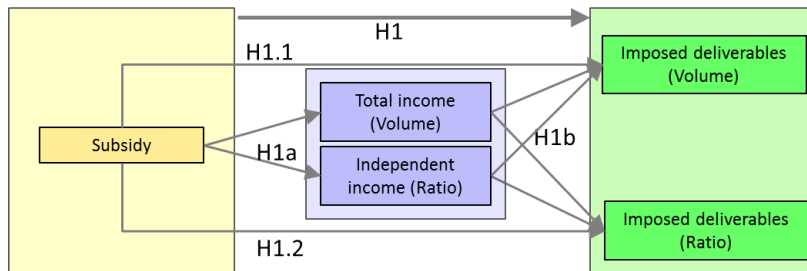 H1
H1.1
Imposed deliverables
(Volume)
Total income
(Volume)
Subsidy
H1a
H1b
Independent
income (Ratio)
Imposed deliverables
(Ratio)
H1.2